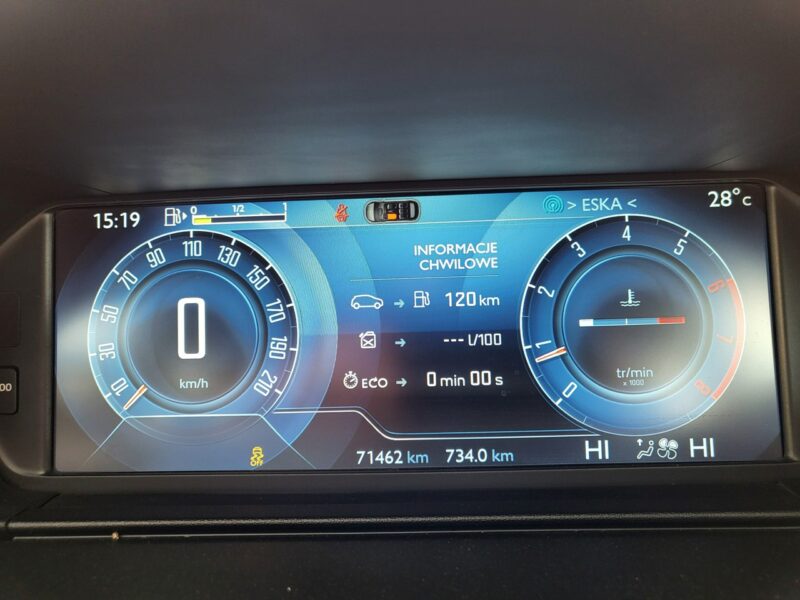 15:19
0 1/2 1
> ESKA <
28°C
INFORMACJE
CHWILOWE
120 km
--- l/100
ECO 0 min 00 s
10 30 50 70 90 110 130 150 170 190 210
0
km/h
0 1 2 3 4 5 6 7 8
tr/min
x 1000
OFF
71462 km 734.0 km
HI HI
00